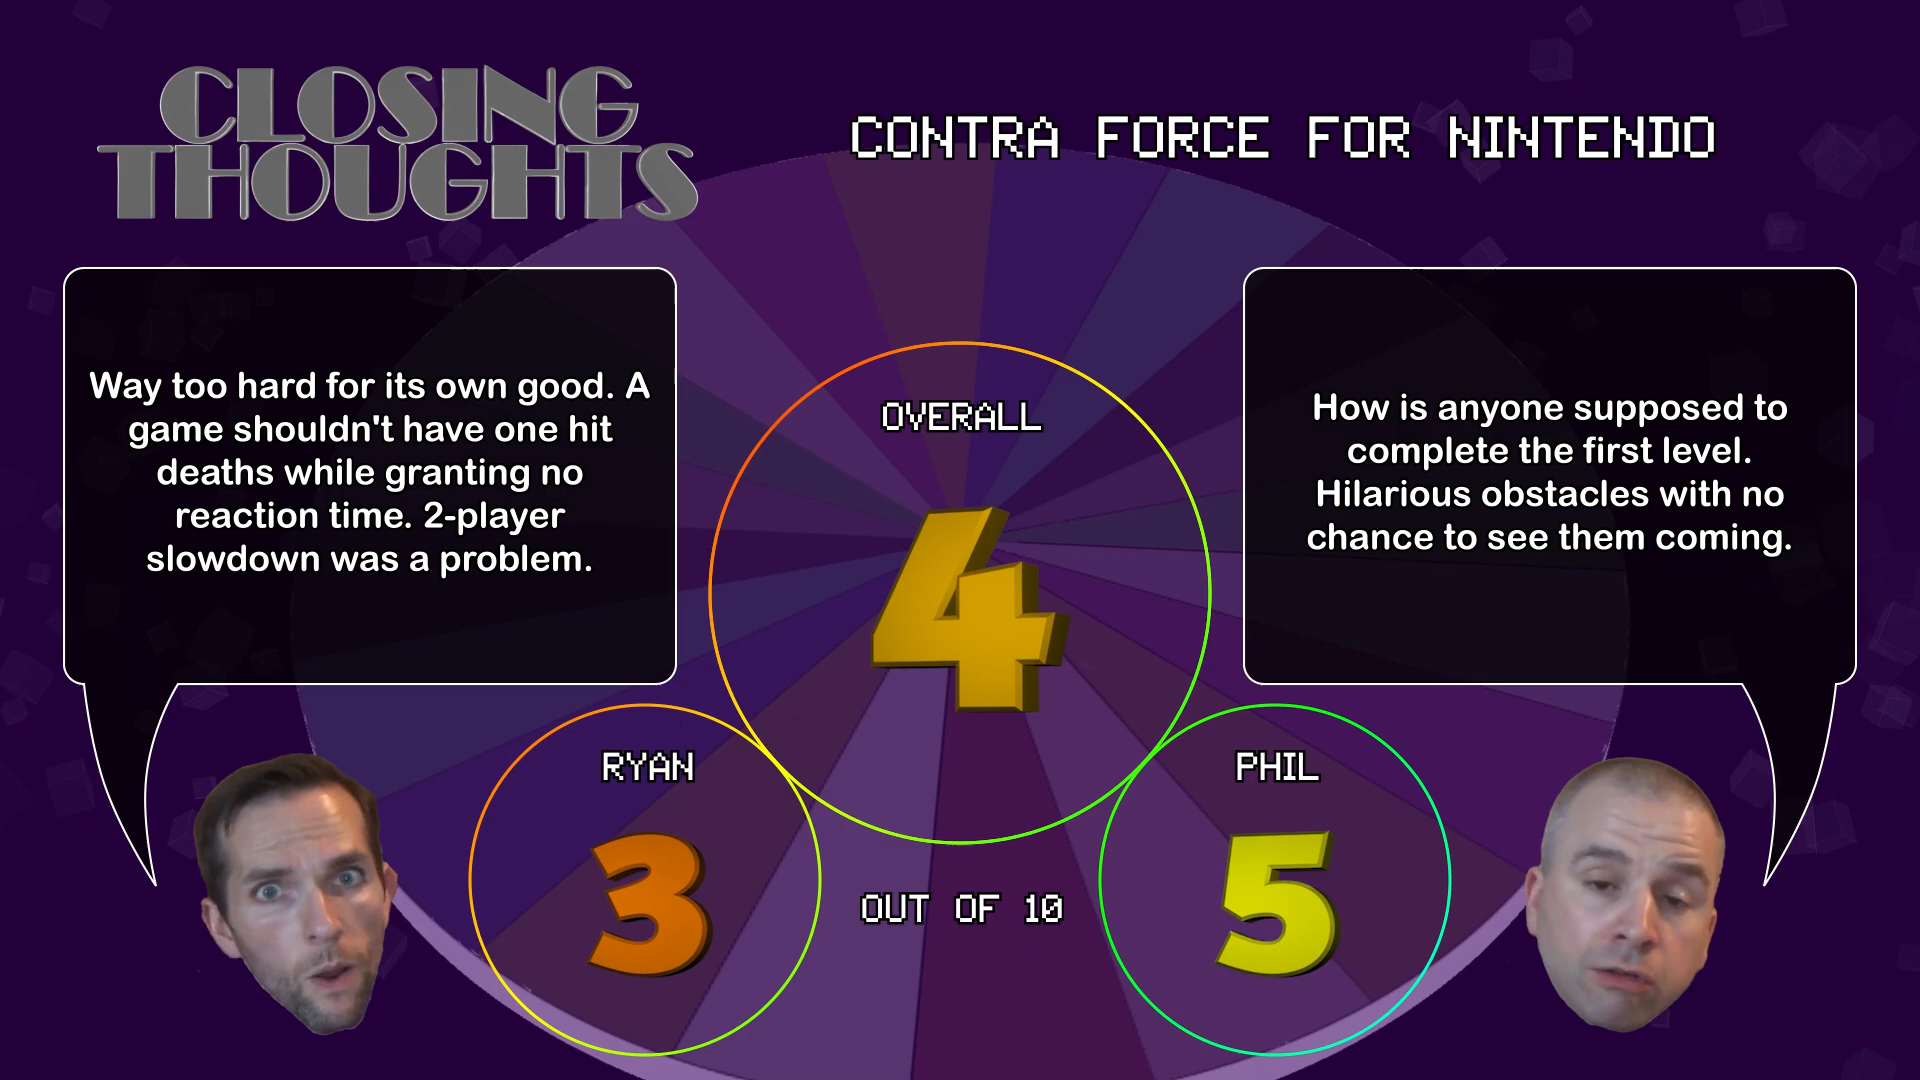 CLOSING
THOUGHTS
CONTRA FORCE FOR NINTENDO
Way too hard for its own good. A
game shouldn't have one hit
deaths while granting no
reaction time. 2-player
slowdown was a problem.
How is anyone supposed to
complete the first level.
Hilarious obstacles with no
chance to see them coming.
OVERALL
4
RYAN
3
PHIL
5
OUT OF 10